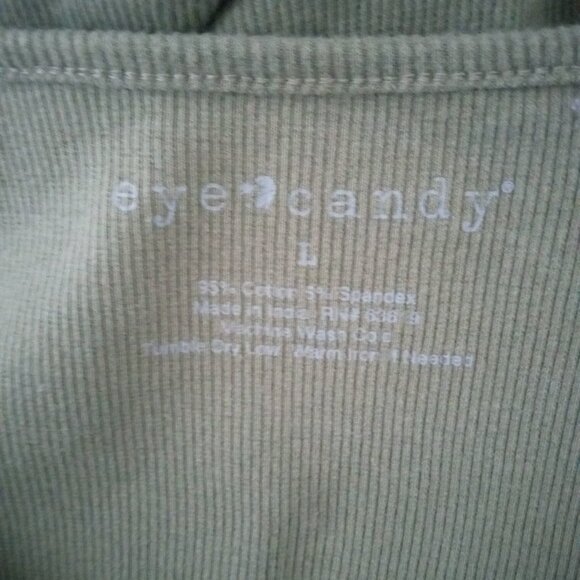 eye candy®
L
95% Cotton 5% Spandex
Made in India RN#
Machine Wash Cold
Tumble Dry Low Warm Iron If Needed